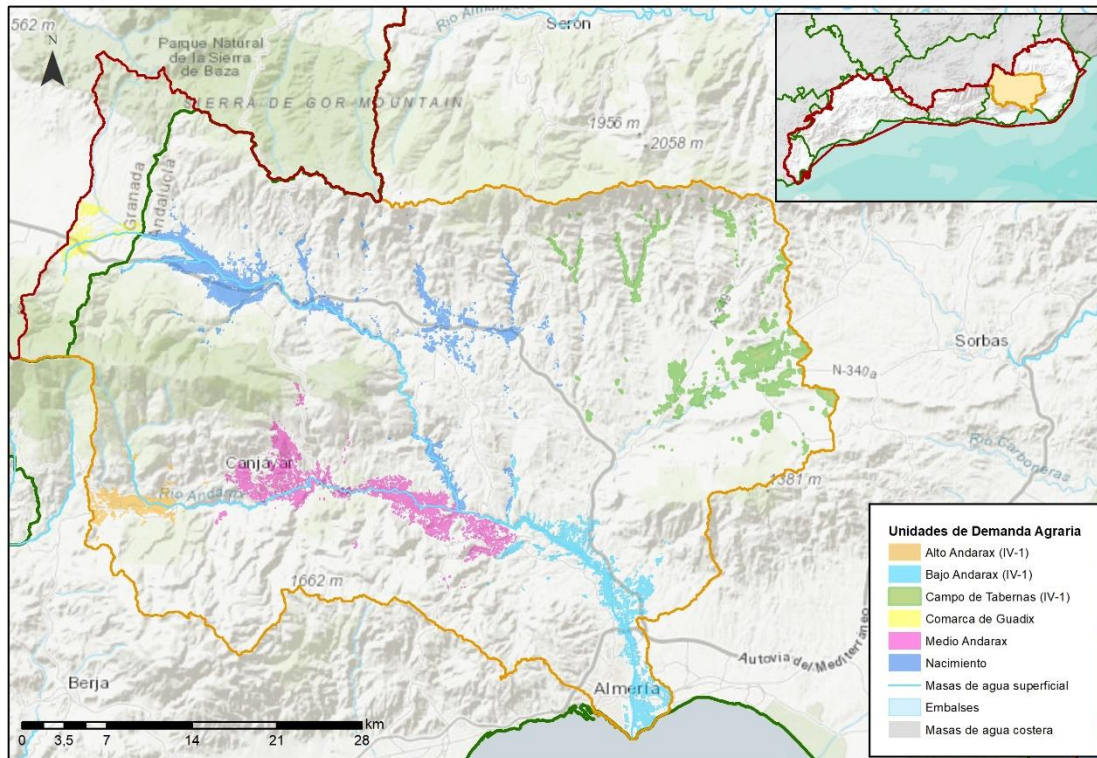 562 m
N
Parque Natural
de la Sierra
de Baza
Serón
SIERRA DE GOR MOUNTAIN
1956 m
2058 m
Granada
Andalucía
Sorbas
N-340a
Río Carboneras
Canjáyar
Río Andarax
1381 m
1662 m
Berja
Almería
Autovía del Mediterráneo
km
0 3,5 7 14 21 28
Unidades de Demanda Agraria
Alto Andarax (IV-1)
Bajo Andarax (IV-1)
Campo de Tabernas (IV-1)
Comarca de Guadix
Medio Andarax
Nacimiento
Masas de agua superficial
Embalses
Masas de agua costera